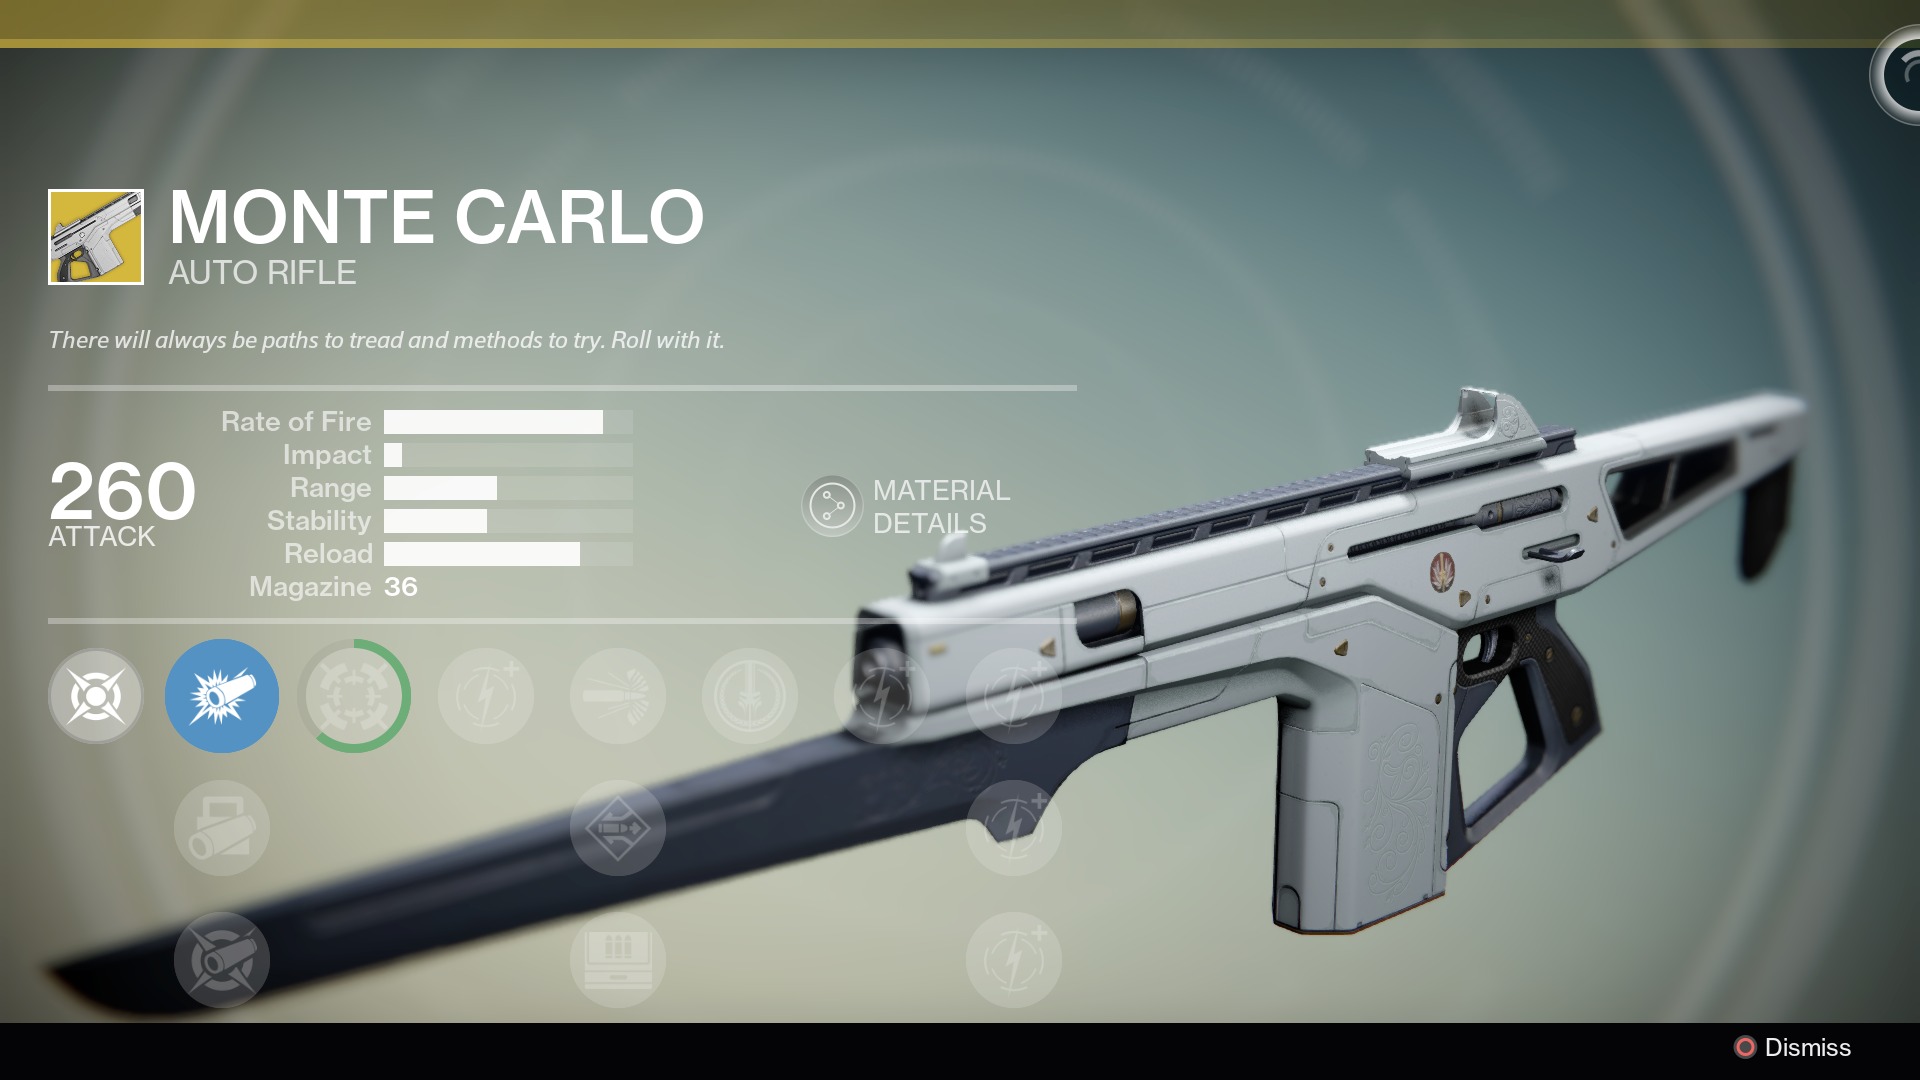 MONTE CARLO
AUTO RIFLE
There will always be paths to tread and methods to try. Roll with it.
260
ATTACK
Rate of Fire
Impact
Range
Stability
Reload
Magazine 36
MATERIAL
DETAILS
Dismiss